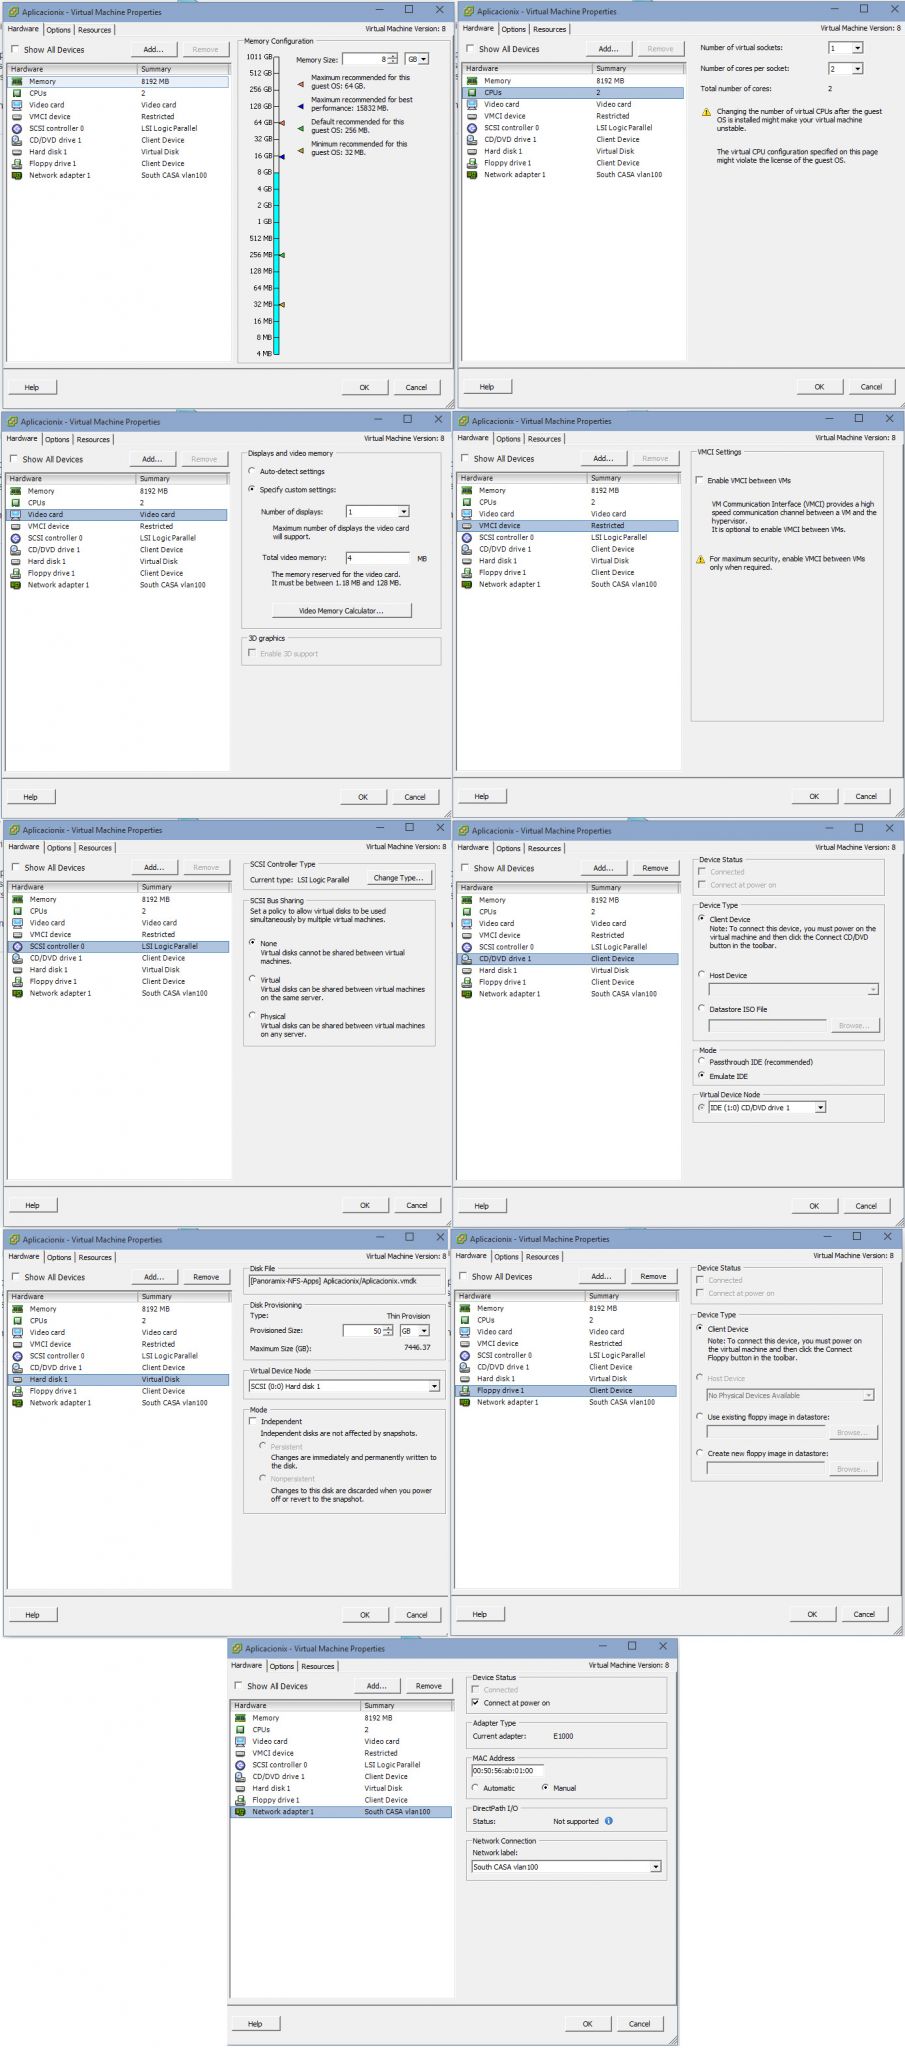 Aplicacionix - Virtual Machine Properties
Hardware Options Resources
Virtual Machine Version: 8
Show All Devices
Add...
Remove
Hardware Summary
Memory 8192 MB
CPUs 2
Video card Video card
VMCI device Restricted
SCSI controller 0 LSI Logic Parallel
CD/DVD drive 1 Client Device
Hard disk 1 Virtual Disk
Floppy drive 1 Client Device
Network adapter 1 South CASA vlan100
Memory Configuration
Memory Size: 8 GB
1011 GB
512 GB
256 GB
128 GB
64 GB
32 GB
16 GB
8 GB
4 GB
2 GB
1 GB
512 MB
256 MB
128 MB
64 MB
32 MB
16 MB
8 MB
4 MB
Maximum recommended for this
guest OS: 64 GB.
Maximum recommended for best
performance: 15832 MB.
Default recommended for this
guest OS: 256 MB.
Minimum recommended for this
guest OS: 32 MB.
Help
OK
Cancel
Aplicacionix - Virtual Machine Properties
Hardware Options Resources
Virtual Machine Version: 8
Show All Devices
Add...
Remove
Hardware Summary
Memory 8192 MB
CPUs 2
Video card Video card
VMCI device Restricted
SCSI controller 0 LSI Logic Parallel
CD/DVD drive 1 Client Device
Hard disk 1 Virtual Disk
Floppy drive 1 Client Device
Network adapter 1 South CASA vlan100
Number of virtual sockets: 1
Number of cores per socket: 2
Total number of cores: 2
Changing the number of virtual CPUs after the guest
OS is installed might make your virtual machine
unstable.
The virtual CPU configuration specified on this page
might violate the license of the guest OS.
Help
OK
Cancel
Aplicacionix - Virtual Machine Properties
Hardware Options Resources
Virtual Machine Version: 8
Show All Devices
Add...
Remove
Hardware Summary
Memory 8192 MB
CPUs 2
Video card Video card
VMCI device Restricted
SCSI controller 0 LSI Logic Parallel
CD/DVD drive 1 Client Device
Hard disk 1 Virtual Disk
Floppy drive 1 Client Device
Network adapter 1 South CASA vlan100
Displays and video memory
Auto-detect settings
Specify custom settings:
Number of displays: 1
Maximum number of displays the video card
will support.
Total video memory: 4 MB
The memory reserved for the video card.
It must be between 1.18 MB and 128 MB.
Video Memory Calculator...
3D graphics
Enable 3D support
Help
OK
Cancel
Aplicacionix - Virtual Machine Properties
Hardware Options Resources
Virtual Machine Version: 8
Show All Devices
Add...
Remove
Hardware Summary
Memory 8192 MB
CPUs 2
Video card Video card
VMCI device Restricted
SCSI controller 0 LSI Logic Parallel
CD/DVD drive 1 Client Device
Hard disk 1 Virtual Disk
Floppy drive 1 Client Device
Network adapter 1 South CASA vlan100
VMCI Settings
Enable VMCI between VMs
VM Communication Interface (VMCI) provides a high
speed communication channel between a VM and the
hypervisor.
It is optional to enable VMCI between VMs.
For maximum security, enable VMCI between VMs
only when required.
Help
OK
Cancel
Aplicacionix - Virtual Machine Properties
Hardware Options Resources
Virtual Machine Version: 8
Show All Devices
Add...
Remove
Hardware Summary
Memory 8192 MB
CPUs 2
Video card Video card
VMCI device Restricted
SCSI controller 0 LSI Logic Parallel
CD/DVD drive 1 Client Device
Hard disk 1 Virtual Disk
Floppy drive 1 Client Device
Network adapter 1 South CASA vlan100
SCSI Controller Type
Current type: LSI Logic Parallel
Change Type...
SCSI Bus Sharing
Set a policy to allow virtual disks to be used
simultaneously by multiple virtual machines.
None
Virtual disks cannot be shared between virtual
machines.
Virtual
Virtual disks can be shared between virtual machines
on the same server.
Physical
Virtual disks can be shared between virtual machines
on any server.
Help
OK
Cancel
Aplicacionix - Virtual Machine Properties
Hardware Options Resources
Virtual Machine Version: 8
Show All Devices
Add...
Remove
Hardware Summary
Memory 8192 MB
CPUs 2
Video card Video card
VMCI device Restricted
SCSI controller 0 LSI Logic Parallel
CD/DVD drive 1 Client Device
Hard disk 1 Virtual Disk
Floppy drive 1 Client Device
Network adapter 1 South CASA vlan100
Device Status
Connected
Connect at power on
Device Type
Client Device
Note: To connect this device, you must power on the
virtual machine and then click the Connect CD/DVD
button in the toolbar.
Host Device
Datastore ISO File
Browse...
Mode
Passthrough IDE (recommended)
Emulate IDE
Virtual Device Node
IDE (1:0) CD/DVD drive 1
Help
OK
Cancel
Aplicacionix - Virtual Machine Properties
Hardware Options Resources
Virtual Machine Version: 8
Show All Devices
Add...
Remove
Hardware Summary
Memory 8192 MB
CPUs 2
Video card Video card
VMCI device Restricted
SCSI controller 0 LSI Logic Parallel
CD/DVD drive 1 Client Device
Hard disk 1 Virtual Disk
Floppy drive 1 Client Device
Network adapter 1 South CASA vlan100
Disk File
[Panoramix-NFS-Apps] Aplicacionix/Aplicacionix.vmdk
Disk Provisioning
Type: Thin Provision
Provisioned Size: 50 GB
Maximum Size (GB): 7446.37
Virtual Device Node
SCSI (0:0) Hard disk 1
Mode
Independent
Independent disks are not affected by snapshots.
Persistent
Changes are immediately and permanently written to
the disk.
Nonpersistent
Changes to this disk are discarded when you power
off or revert to the snapshot.
Help
OK
Cancel
Aplicacionix - Virtual Machine Properties
Hardware Options Resources
Virtual Machine Version: 8
Show All Devices
Add...
Remove
Hardware Summary
Memory 8192 MB
CPUs 2
Video card Video card
VMCI device Restricted
SCSI controller 0 LSI Logic Parallel
CD/DVD drive 1 Client Device
Hard disk 1 Virtual Disk
Floppy drive 1 Client Device
Network adapter 1 South CASA vlan100
Device Status
Connected
Connect at power on
Device Type
Client Device
Note: To connect this device, you must power on
the virtual machine and then click the Connect
Floppy button in the toolbar.
Host Device
No Physical Devices Available
Use existing floppy image in datastore:
Browse...
Create new floppy image in datastore:
Browse...
Help
OK
Cancel
Aplicacionix - Virtual Machine Properties
Hardware Options Resources
Virtual Machine Version: 8
Show All Devices
Add...
Remove
Hardware Summary
Memory 8192 MB
CPUs 2
Video card Video card
VMCI device Restricted
SCSI controller 0 LSI Logic Parallel
CD/DVD drive 1 Client Device
Hard disk 1 Virtual Disk
Floppy drive 1 Client Device
Network adapter 1 South CASA vlan100
Device Status
Connected
Connect at power on
Adapter Type
Current adapter: E1000
MAC Address
00:50:56:ab:01:00
Automatic Manual
DirectPath I/O
Status: Not supported
Network Connection
Network label:
South CASA vlan100
Help
OK
Cancel